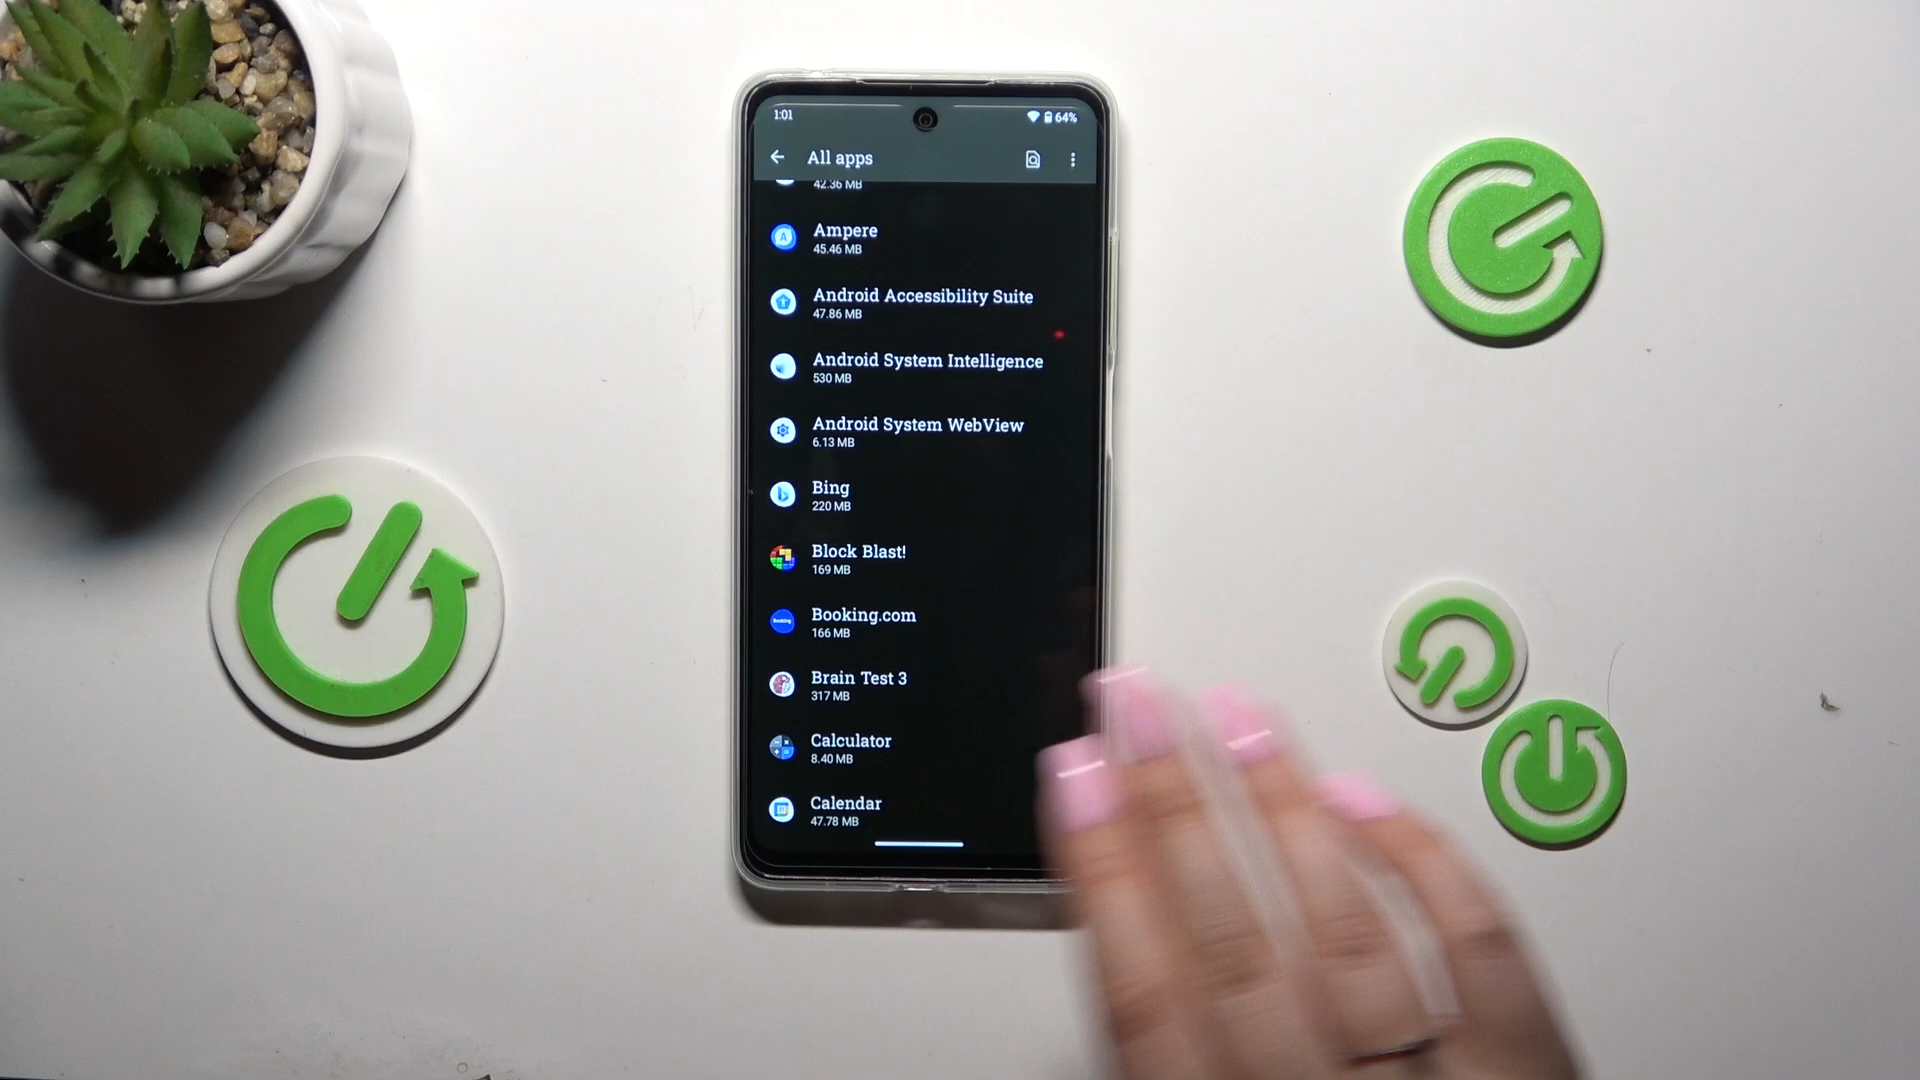 1:01
64%
All apps
42.36 MB
Ampere
45.46 MB
Android Accessibility Suite
47.86 MB
Android System Intelligence
530 MB
Android System WebView
6.13 MB
Bing
220 MB
Block Blast!
169 MB
Booking.com
166 MB
Brain Test 3
317 MB
Calculator
8.40 MB
Calendar
47.78 MB